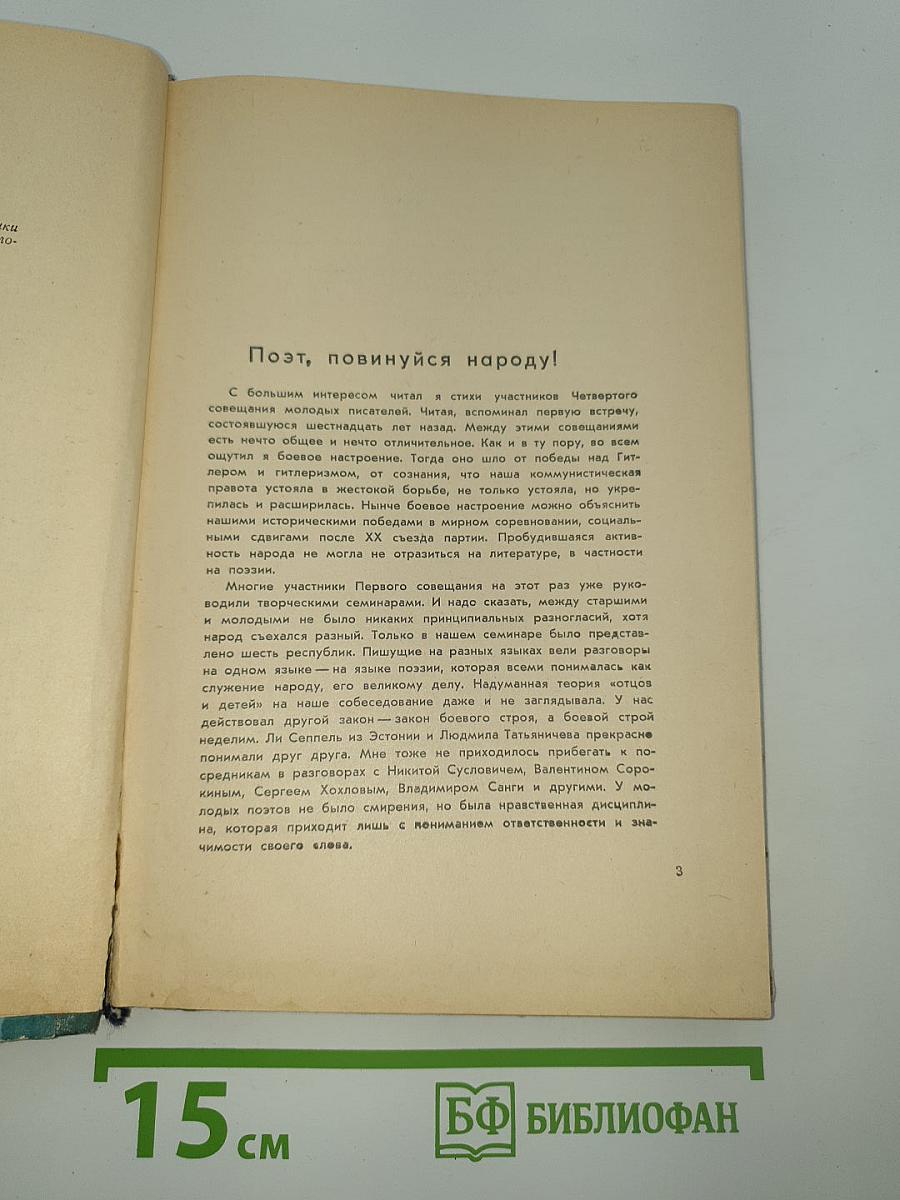 Поэт, повинуйся народу!
С большим интересом читал я стихи участников Четвертого
совещания молодых писателей. Читая, вспоминал первую встречу,
состоявшуюся шестнадцать лет назад. Между этими совещаниями
есть нечто общее и нечто отличительное. Как и в ту пору, во всем
ощутил я боевое настроение. Тогда оно шло от победы над Гит-
лером и гитлеризмом, от сознания, что наша коммунистическая
правота устояла в жестокой борьбе, не только устояла, но укре-
пилась и расширилась. Нынче боевое настроение можно объяснить
нашими историческими победами в мирном соревновании, социаль-
ными сдвигами после XX съезда партии. Пробудившаяся актив-
ность народа не могла не отразиться на литературе, в частности
на поэзии.
Многие участники Первого совещания на этот раз уже руко-
водили творческими семинарами. И надо сказать, между старшими
и молодыми не было никаких принципиальных разногласий, хотя
народ съехался разный. Только в нашем семинаре было представ-
лено шесть республик. Пишущие на разных языках вели разговоры
на одном языке — на языке поэзии, которая всеми понималась как
служение народу, его великому делу. Надуманная теория «отцов
и детей» на наше собеседование даже и не заглядывала. У нас
действовал другой закон — закон боевого строя, а боевой строй
неделим. Ли Сеппель из Эстонии и Людмила Татьяничева прекрасно
понимали друг друга. Мне тоже не приходилось прибегать к по-
средникам в разговорах с Никитой Сусловичем, Валентином Соро-
киным, Сергеем Хохловым, Владимиром Санги и другими. У мо-
лодых поэтов не было смирения, но была нравственная дисципли-
на, которая приходит лишь с пониманием ответственности и зна-
чимости своего слова.
3
15 см
БФ БИБЛИОФАН